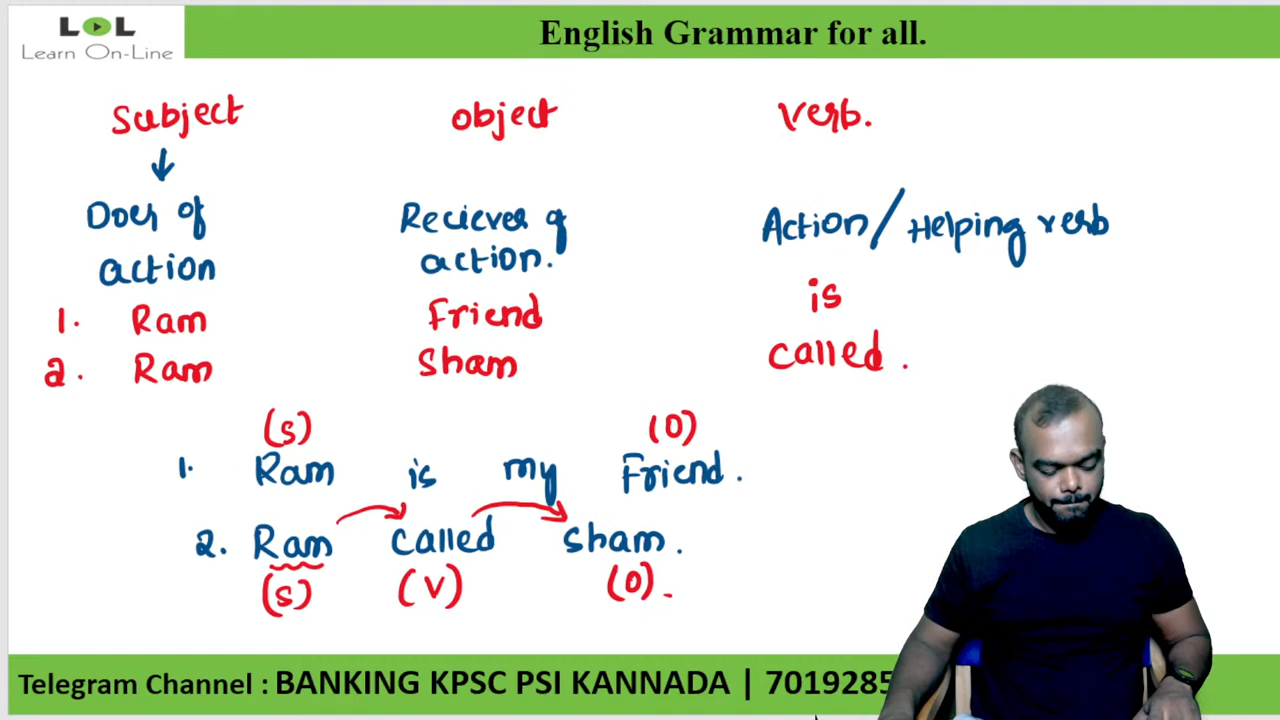 LOL
Learn On-Line
English Grammar for all.
Subject object Verb.
Doer of Reciever of Action/Helping verb
action action.
is
1. Ram Friend
2. Ram Sham called.
(S) (O)
1. Ram is my Friend.
2. Ram called Sham.
(S) (V) (O).
Telegram Channel : BANKING KPSC PSI KANNADA | 7019285